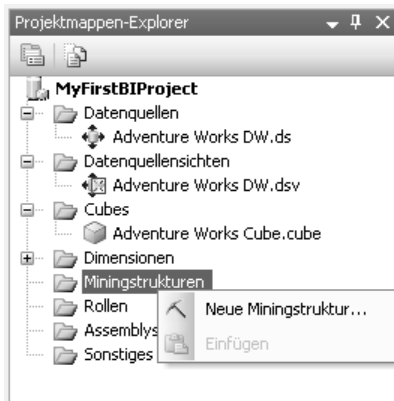 Projektmappen-Explorer
MyFirstBIProject
Datenquellen
Adventure Works DW.ds
Datenquellensichten
Adventure Works DW.dsv
Cubes
Adventure Works Cube.cube
Dimensionen
Miningstrukturen
Rollen
Neue Miningstruktur...
Assemblys
Einfügen
Sonstiges